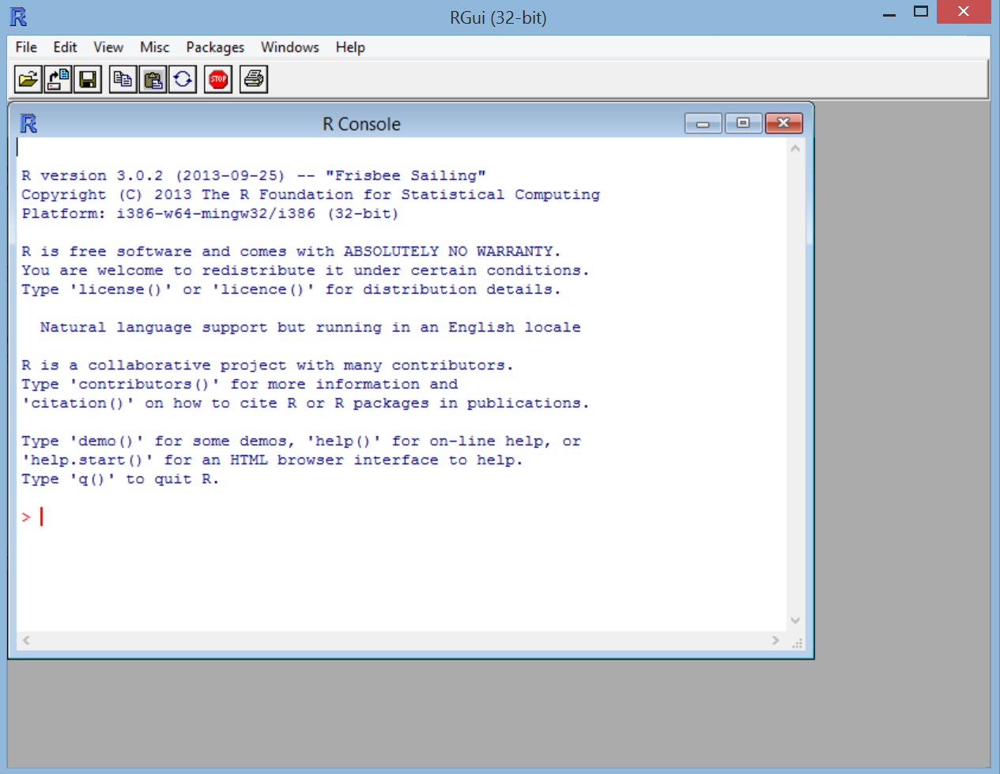 RGui (32-bit)
File Edit View Misc Packages Windows Help
STOP
R Console
R version 3.0.2 (2013-09-25) -- "Frisbee Sailing"
Copyright (C) 2013 The R Foundation for Statistical Computing
Platform: i386-w64-mingw32/i386 (32-bit)
R is free software and comes with ABSOLUTELY NO WARRANTY.
You are welcome to redistribute it under certain conditions.
Type 'license()' or 'licence()' for distribution details.
Natural language support but running in an English locale
R is a collaborative project with many contributors.
Type 'contributors()' for more information and
'citation()' on how to cite R or R packages in publications.
Type 'demo()' for some demos, 'help()' for on-line help, or
'help.start()' for an HTML browser interface to help.
Type 'q()' to quit R.
>